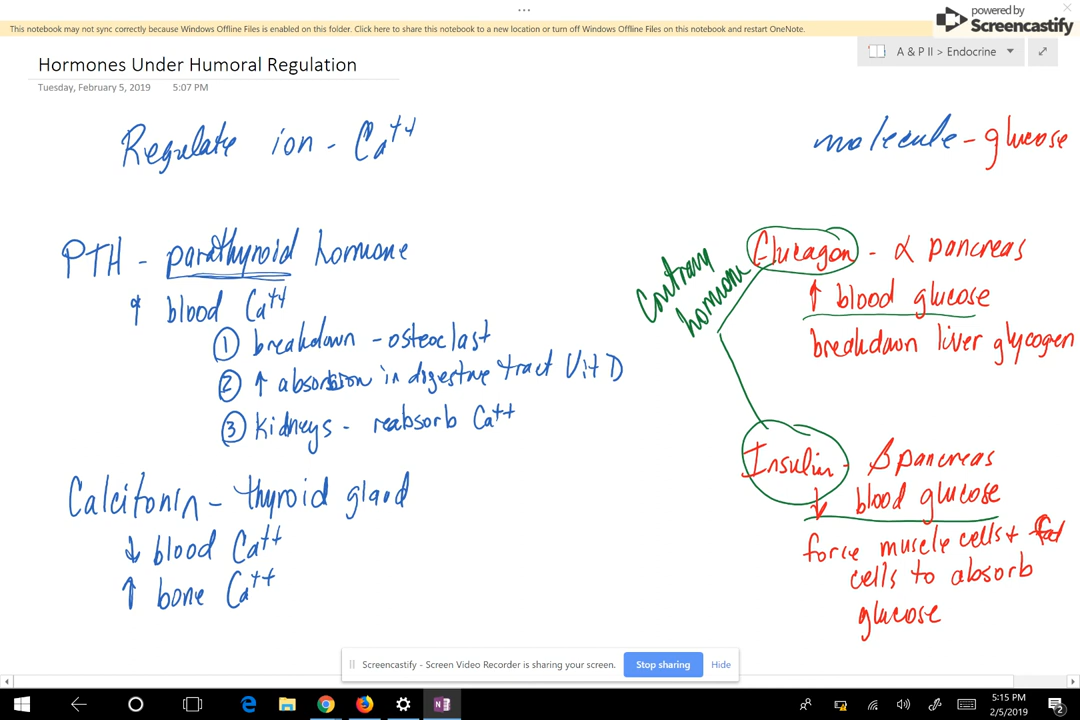 powered by
Screencastify
This notebook may not sync correctly because Windows Offline Files is enabled on this folder. Click here to share this notebook to a new location or turn off Windows Offline Files on this notebook and restart OneNote.
A & P II > Endocrine
Hormones Under Humoral Regulation
Tuesday, February 5, 2019 5:07 PM
Regulate ion - Ca++
PTH - parathyroid hormone
↑ blood Ca++
① breakdown - osteoclast
② ↑ absorbsion in digestive tract Vit D
③ kidneys - reabsorb Ca++
Calcitonin - thyroid gland
↓ blood Ca++
↑ bone Ca++
molecule - glucose
Contrary
hormone
Glucagon - α pancreas
↑ blood glucose
breakdown liver glycogen
Insulin - β pancreas
↓ blood glucose
force muscle cells + fat
cells to absorb
glucose
Screencastify - Screen Video Recorder is sharing your screen.
Stop sharing
Hide
5:15 PM
2/5/2019
2